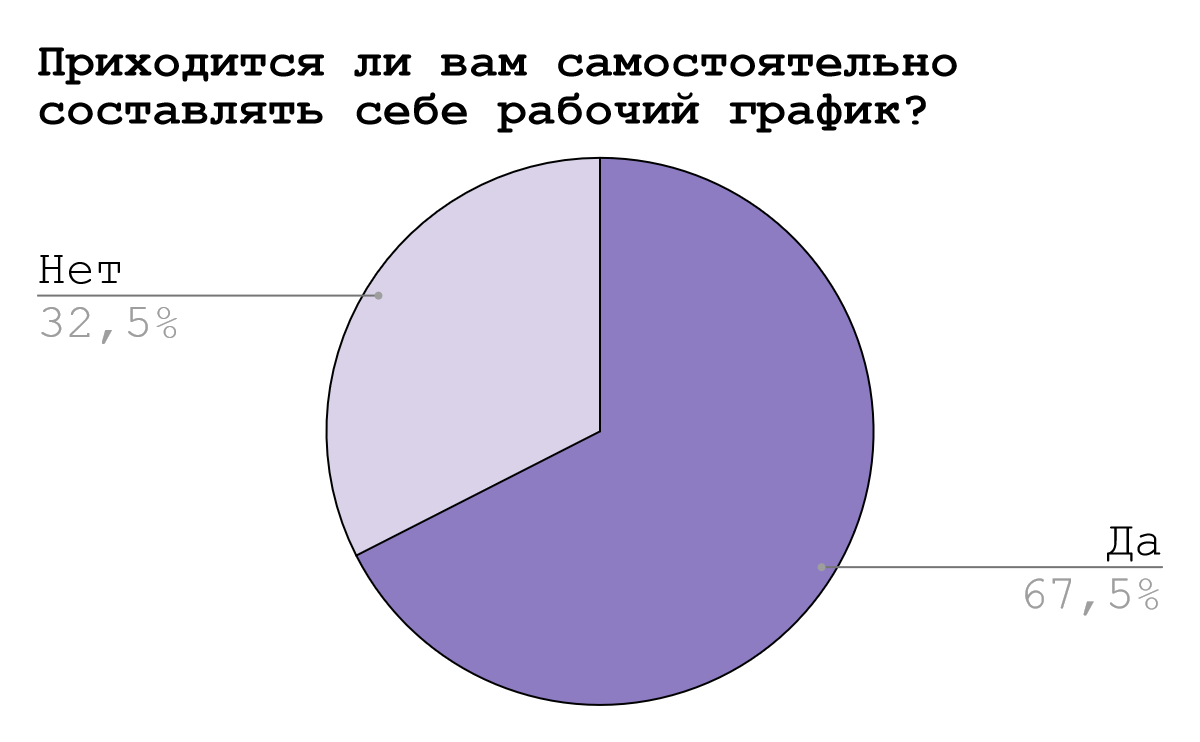 Приходится ли вам самостоятельно
составлять себе рабочий график?
Нет
32,5%
Да
67,5%